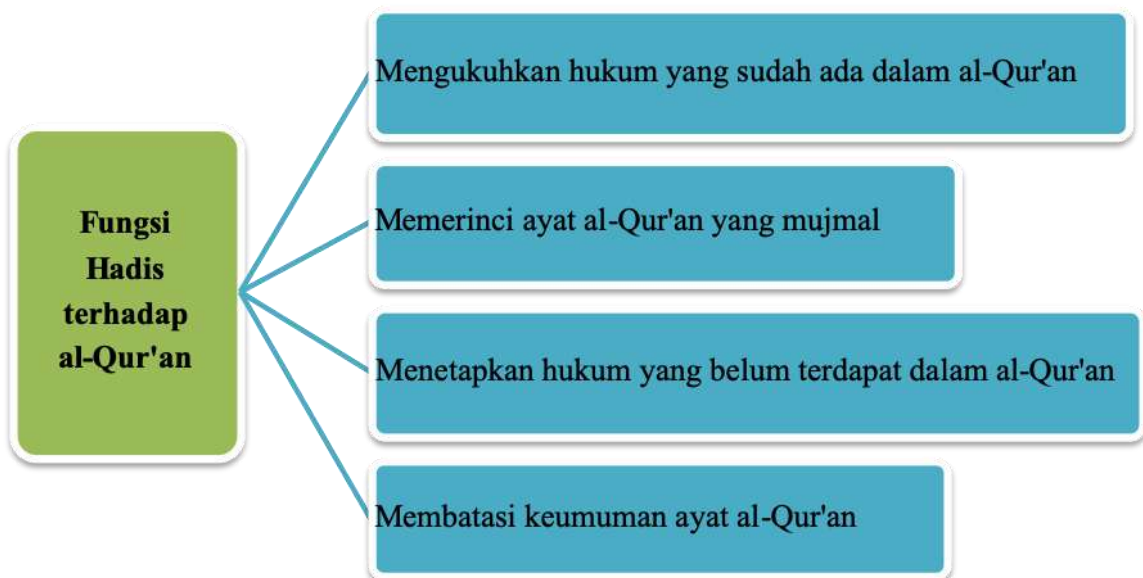 Fungsi
Hadis
terhadap
al-Qur'an
Mengukuhkan hukum yang sudah ada dalam al-Qur'an
Memerinci ayat al-Qur'an yang mujmal
Menetapkan hukum yang belum terdapat dalam al-Qur'an
Membatasi keumuman ayat al-Qur'an